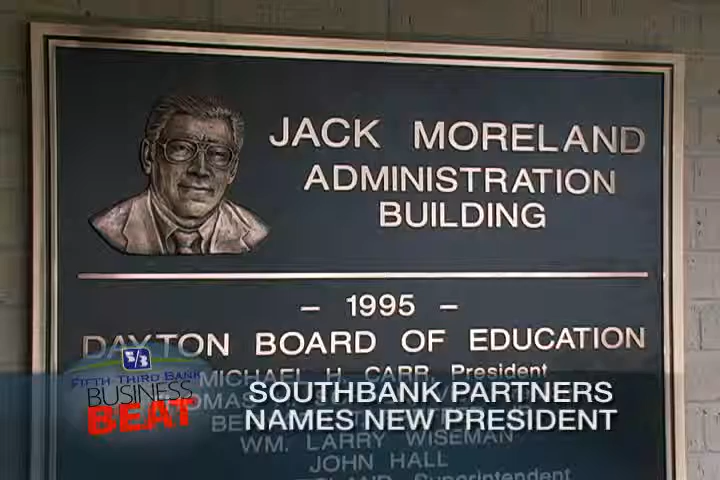 JACK MORELAND
ADMINISTRATION
BUILDING
– 1995 –
DAYTON BOARD OF EDUCATION
MICHAEL H. CARR, President
WM. LARRY WISEMAN
JOHN HALL
Superintendent
5/3
FIFTH THIRD BANK
BUSINESS
BEAT
SOUTHBANK PARTNERS
NAMES NEW PRESIDENT